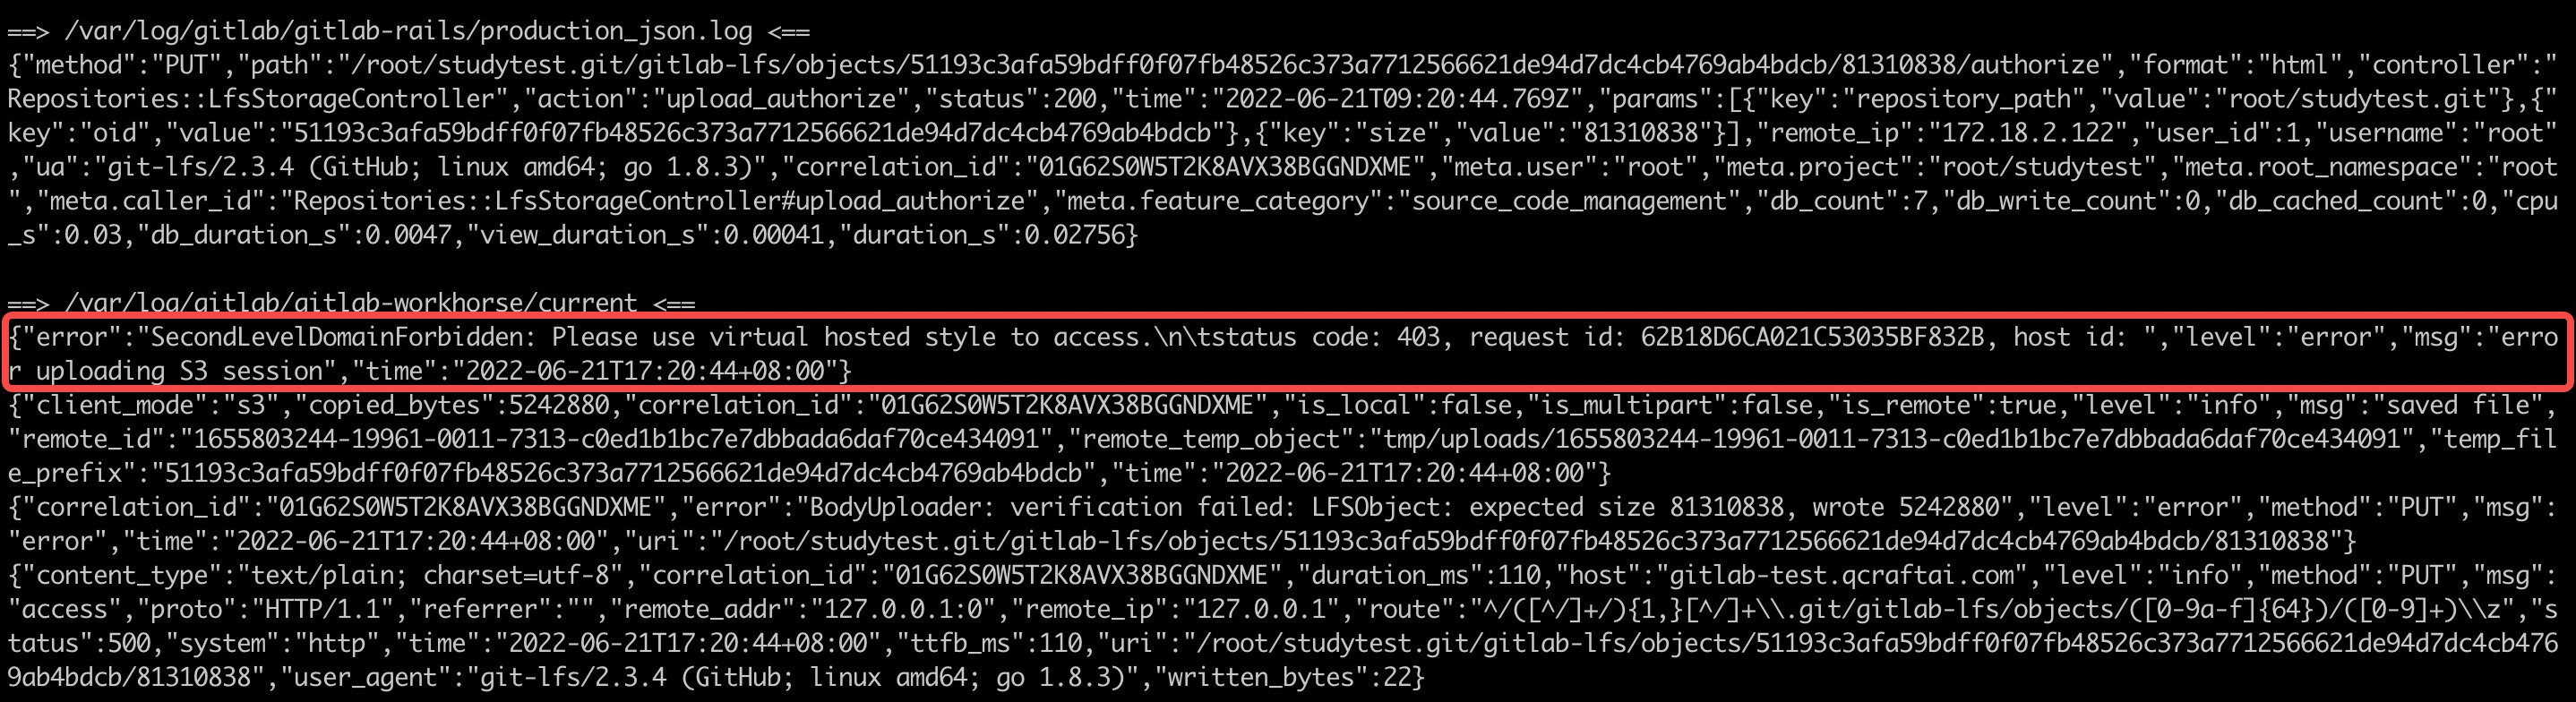 ==> /var/log/gitlab/gitlab-rails/production_json.log <==
{"method":"PUT","path":"/root/studytest.git/gitlab-lfs/objects/51193c3afa59bdff0f07fb48526c373a7712566621de94d7dc4cb4769ab4bdcb/81310838/authorize","format":"html","controller":"
Repositories::LfsStorageController","action":"upload_authorize","status":200,"time":"2022-06-21T09:20:44.769Z","params":[{"key":"repository_path","value":"root/studytest.git"},{"
key":"oid","value":"51193c3afa59bdff0f07fb48526c373a7712566621de94d7dc4cb4769ab4bdcb"},{"key":"size","value":"81310838"}],"remote_ip":"172.18.2.122","user_id":1,"username":"root"
,"ua":"git-lfs/2.3.4 (GitHub; linux amd64; go 1.8.3)","correlation_id":"01G62S0W5T2K8AVX38BGGNDXME","meta.user":"root","meta.project":"root/studytest","meta.root_namespace":"root
","meta.caller_id":"Repositories::LfsStorageController#upload_authorize","meta.feature_category":"source_code_management","db_count":7,"db_write_count":0,"db_cached_count":0,"cpu
_s":0.03,"db_duration_s":0.0047,"view_duration_s":0.00041,"duration_s":0.02756}
==> /var/log/gitlab/gitlab-workhorse/current <==
{"error":"SecondLevelDomainForbidden: Please use virtual hosted style to access.\n\tstatus code: 403, request id: 62B18D6CA021C53035BF832B, host id: ","level":"error","msg":"erro
r uploading S3 session","time":"2022-06-21T17:20:44+08:00"}
{"client_mode":"s3","copied_bytes":5242880,"correlation_id":"01G62S0W5T2K8AVX38BGGNDXME","is_local":false,"is_multipart":false,"is_remote":true,"level":"info","msg":"saved file",
"remote_id":"1655803244-19961-0011-7313-c0ed1b1bc7e7dbbada6daf70ce434091","remote_temp_object":"tmp/uploads/1655803244-19961-0011-7313-c0ed1b1bc7e7dbbada6daf70ce434091","temp_fil
e_prefix":"51193c3afa59bdff0f07fb48526c373a7712566621de94d7dc4cb4769ab4bdcb","time":"2022-06-21T17:20:44+08:00"}
{"correlation_id":"01G62S0W5T2K8AVX38BGGNDXME","error":"BodyUploader: verification failed: LFSObject: expected size 81310838, wrote 5242880","level":"error","method":"PUT","msg":
"error","time":"2022-06-21T17:20:44+08:00","uri":"/root/studytest.git/gitlab-lfs/objects/51193c3afa59bdff0f07fb48526c373a7712566621de94d7dc4cb4769ab4bdcb/81310838"}
{"content_type":"text/plain; charset=utf-8","correlation_id":"01G62S0W5T2K8AVX38BGGNDXME","duration_ms":110,"host":"gitlab-test.qcraftai.com","level":"info","method":"PUT","msg":
"access","proto":"HTTP/1.1","referrer":"","remote_addr":"127.0.0.1:0","remote_ip":"127.0.0.1","route":"^/([^/]+/){1,}[^/]+\\.git/gitlab-lfs/objects/([0-9a-f]{64})/([0-9]+)\\z","s
tatus":500,"system":"http","time":"2022-06-21T17:20:44+08:00","ttfb_ms":110,"uri":"/root/studytest.git/gitlab-lfs/objects/51193c3afa59bdff0f07fb48526c373a7712566621de94d7dc4cb476
9ab4bdcb/81310838","user_agent":"git-lfs/2.3.4 (GitHub; linux amd64; go 1.8.3)","written_bytes":22}